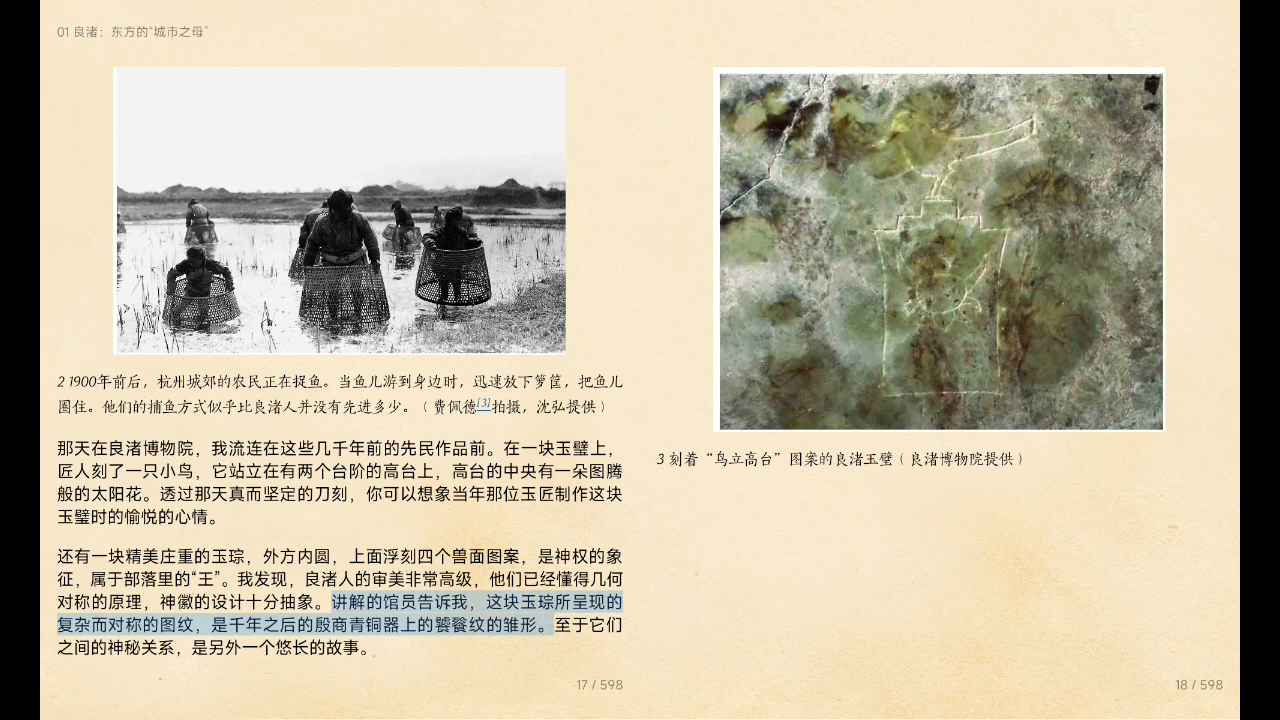 01 良渚：东方的“城市之母”
2 1900年前后，杭州城郊的农民正在捉鱼。当鱼儿游到身边时，迅速放下箩筐，把鱼儿
圈住。他们的捕鱼方式似乎比良渚人并没有先进多少。（费佩德[3]拍摄，沈弘提供）
那天在良渚博物院，我流连在这些几千年前的先民作品前。在一块玉璧上，
匠人刻了一只小鸟，它站立在有两个台阶的高台上，高台的中央有一朵图腾
般的太阳花。透过那天真而坚定的刀刻，你可以想象当年那位玉匠制作这块
玉璧时的愉悦的心情。
还有一块精美庄重的玉琮，外方内圆，上面浮刻四个兽面图案，是神权的象
征，属于部落里的“王”。我发现，良渚人的审美非常高级，他们已经懂得几何
对称的原理，神徽的设计十分抽象。讲解的馆员告诉我，这块玉琮所呈现的
复杂而对称的图纹，是千年之后的殷商青铜器上的饕餮纹的雏形。至于它们
之间的神秘关系，是另外一个悠长的故事。
17 / 598
3 刻着“鸟立高台”图案的良渚玉璧（良渚博物院提供）
18 / 598